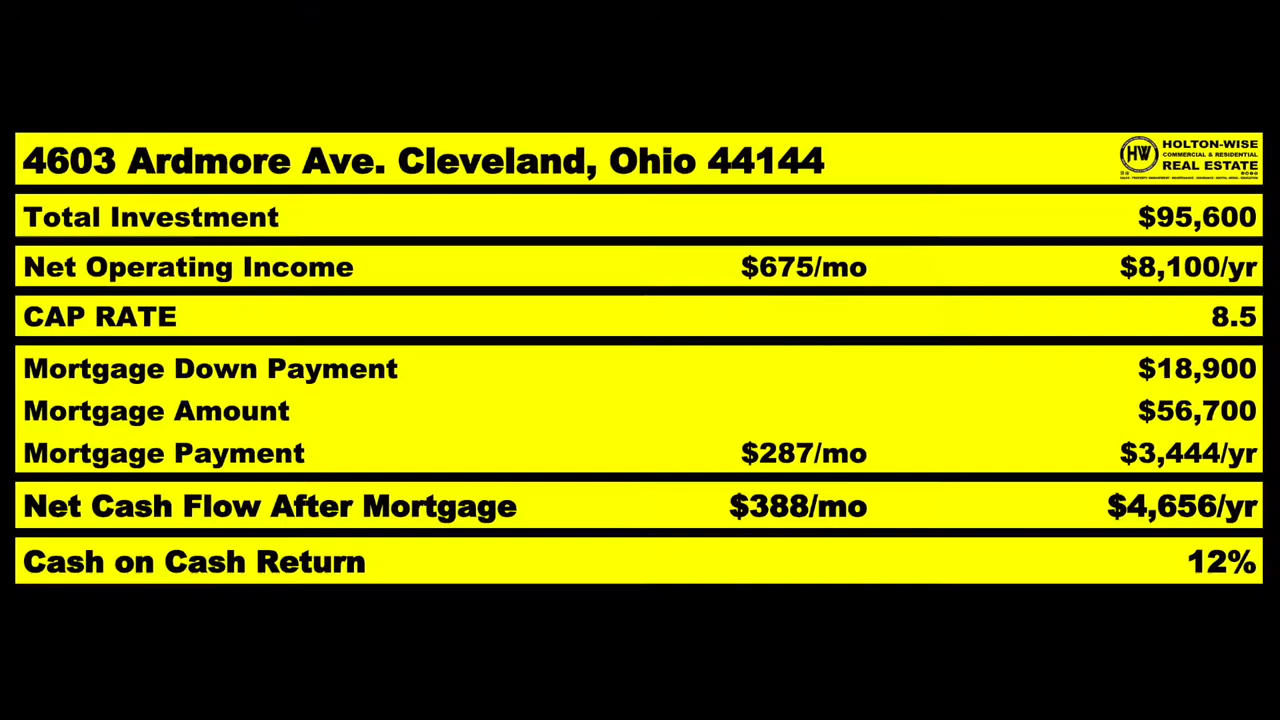 4603 Ardmore Ave. Cleveland, Ohio 44144
HW
HOLTON-WISE
COMMERCIAL & RESIDENTIAL
REAL ESTATE
Total Investment $95,600
Net Operating Income $675/mo $8,100/yr
CAP RATE 8.5
Mortgage Down Payment $18,900
Mortgage Amount $56,700
Mortgage Payment $287/mo $3,444/yr
Net Cash Flow After Mortgage $388/mo $4,656/yr
Cash on Cash Return 12%